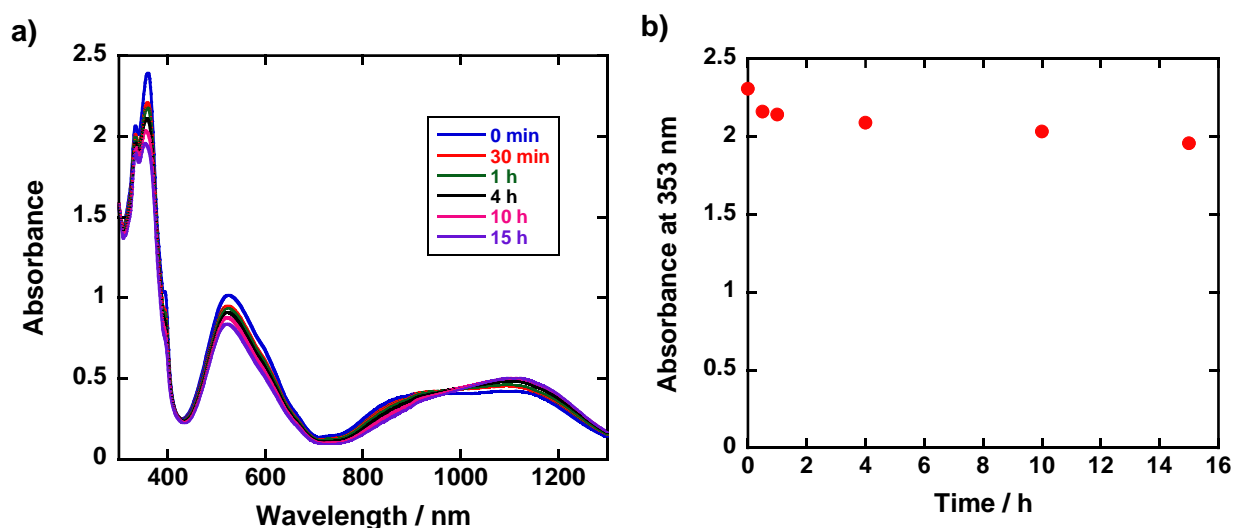 a)
Absorbance
2.5
2
1.5
1
0.5
0
400
600
800
1000
1200
Wavelength / nm
0 min
30 min
1 h
4 h
10 h
15 h
b)
Absorbance at 353 nm
2.5
2
1.5
1
0.5
0
0
2
4
6
8
10
12
14
16
Time / h